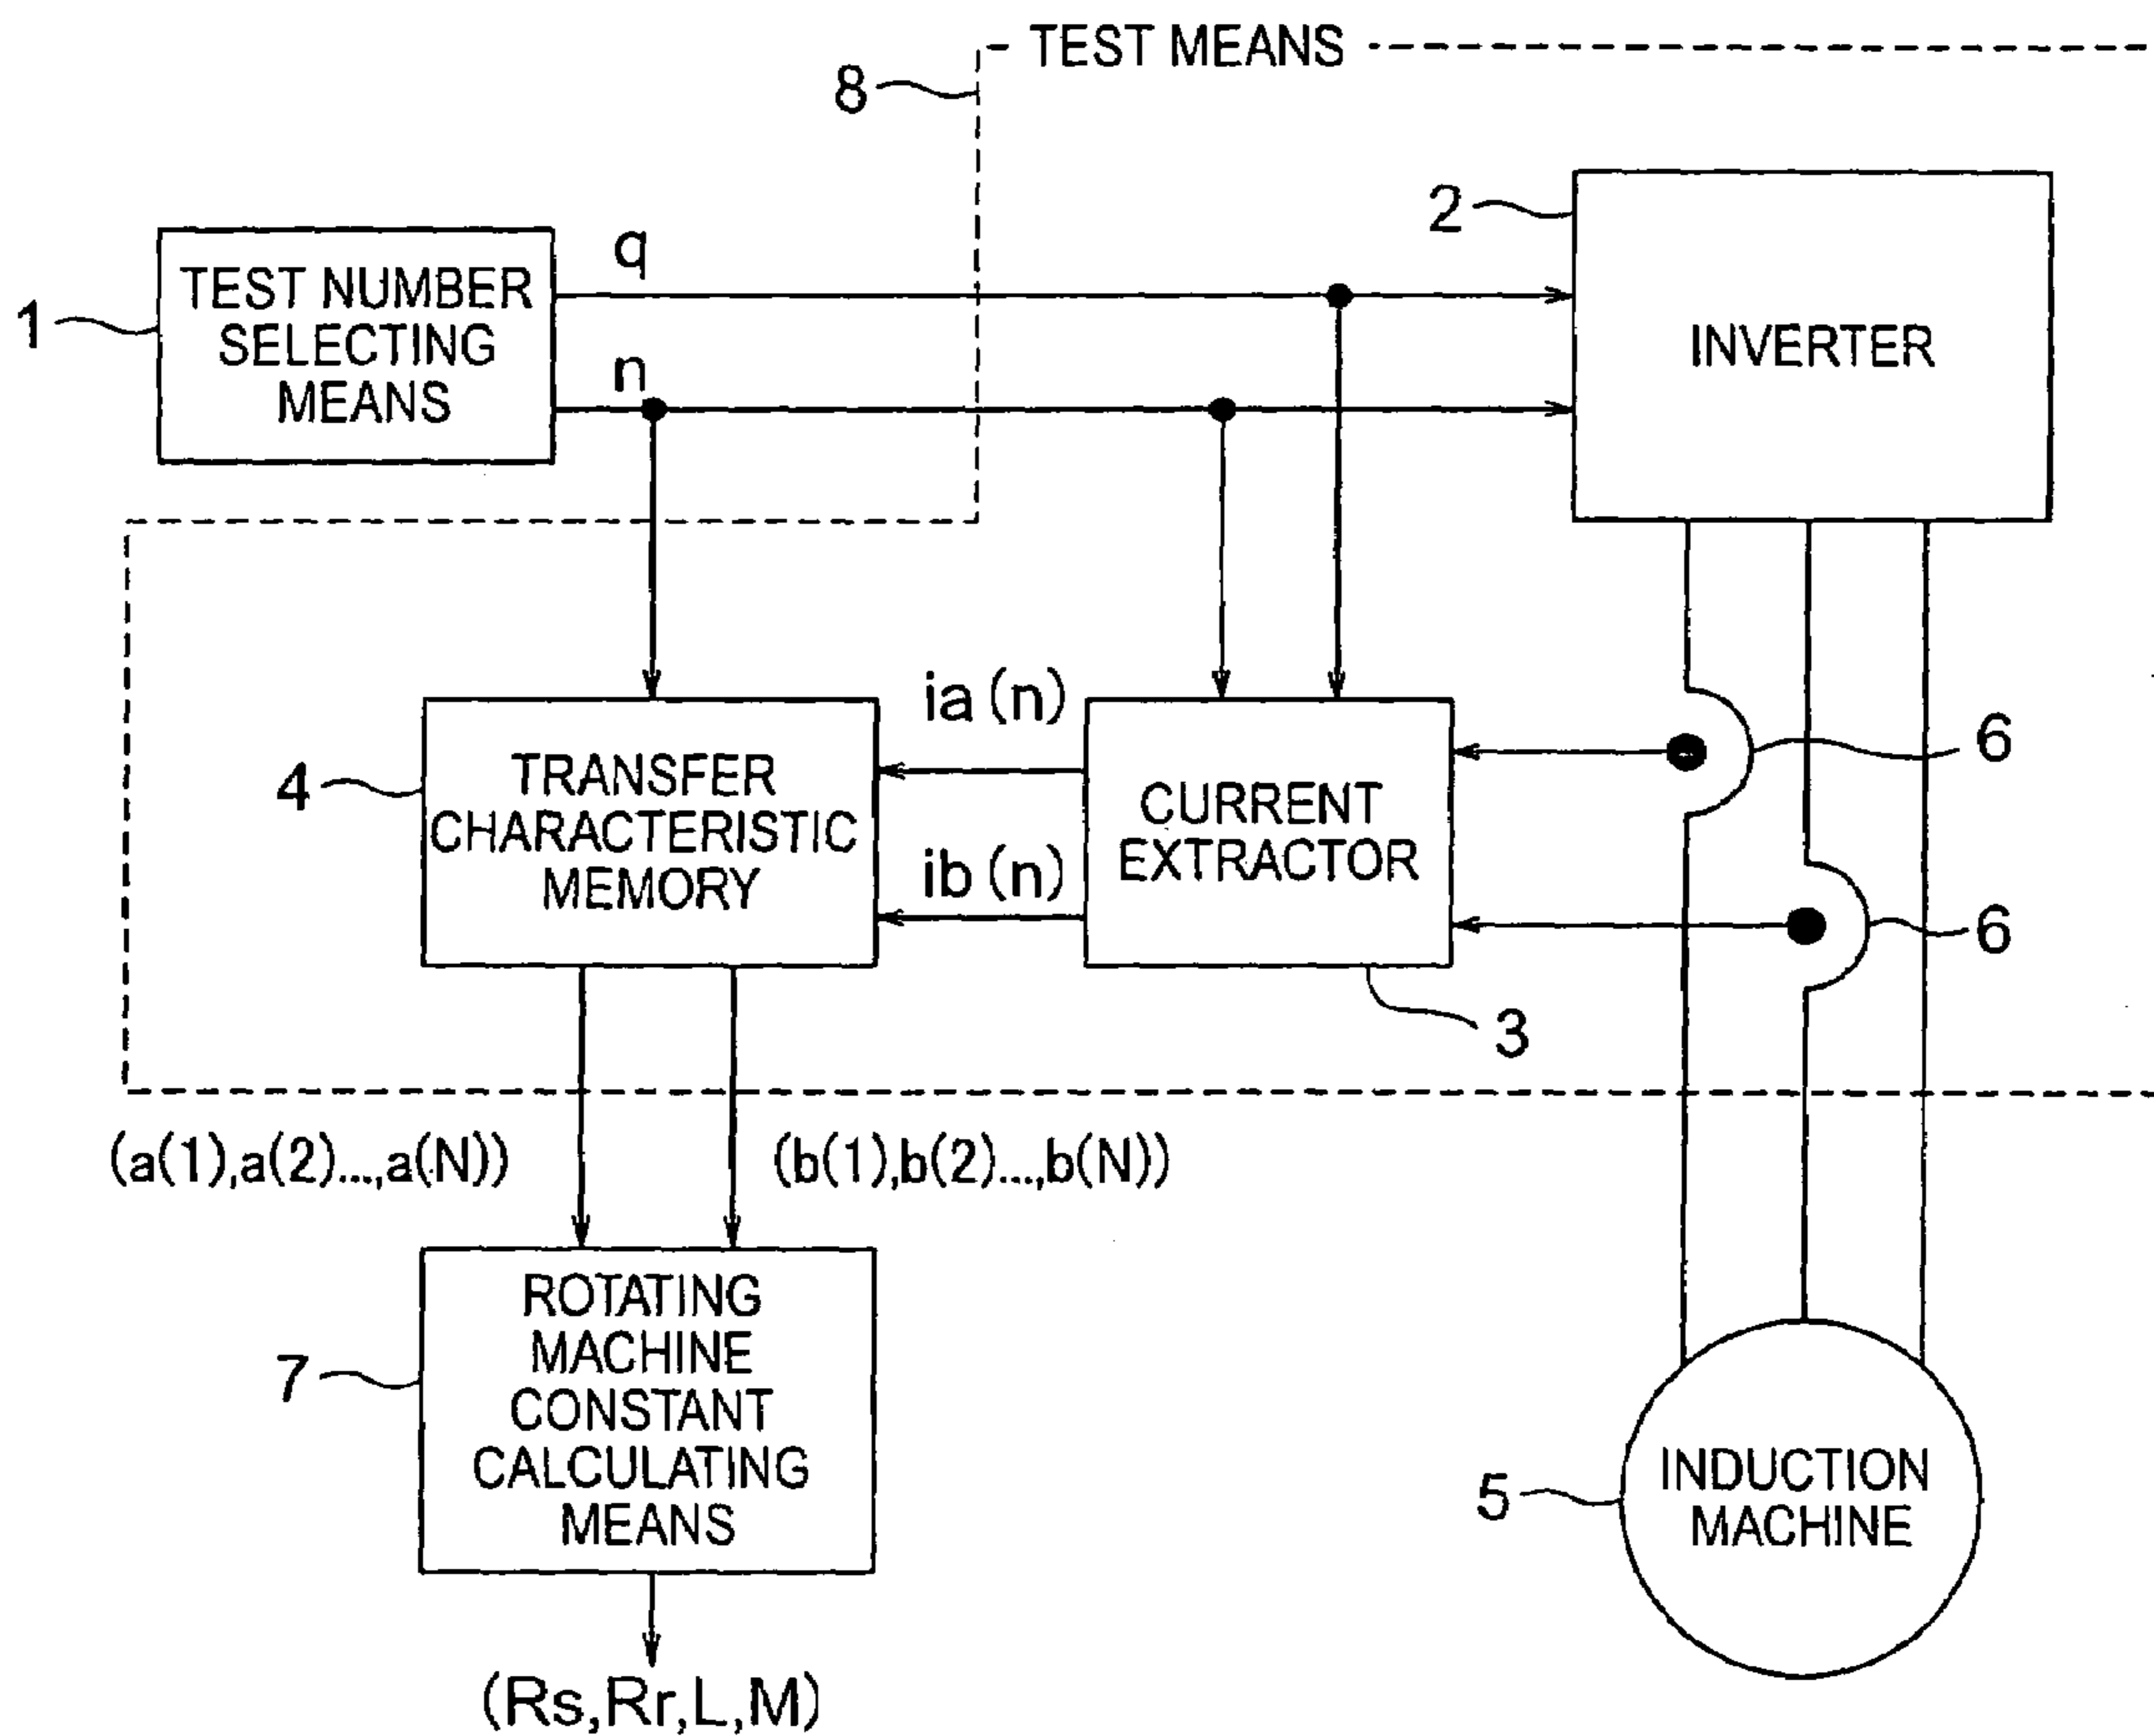 TEST MEANS
8
2
1
TEST NUMBER
SELECTING
MEANS
q
n
INVERTER
4
TRANSFER
CHARACTERISTIC
MEMORY
ia (n)
ib (n)
CURRENT
EXTRACTOR
6
6
3
(a(1),a(2)...,a(N))
(b(1),b(2)...,b(N))
7
ROTATING
MACHINE
CONSTANT
CALCULATING
MEANS
5
INDUCTION
MACHINE
(Rs,Rr,L,M)